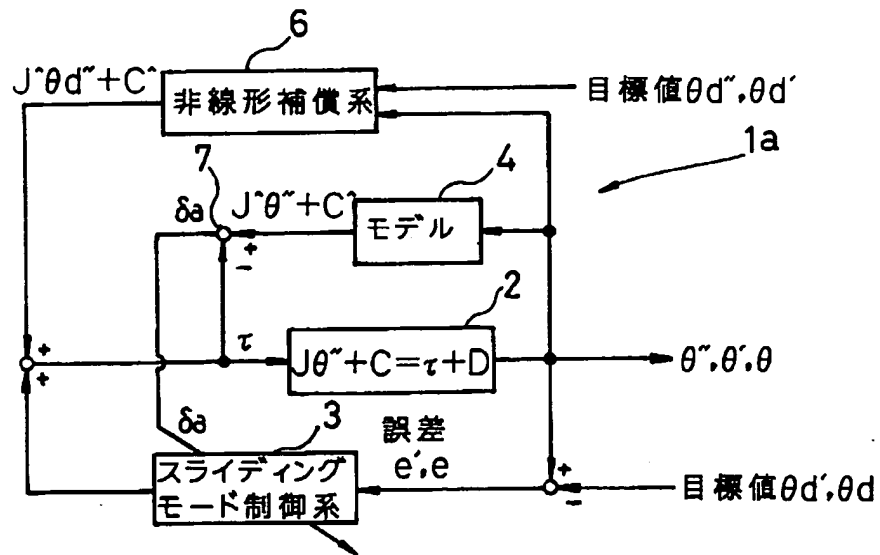 6
J^θd″+C^
非線形補償系
目標値θd″,θd′
1a
7
4
δa
J^θ″+C^
モデル
+
−
2
τ
Jθ″+C=τ+D
θ″,θ′,θ
+
+
δa
3
誤差
e′,e
スライディング
モード制御系
+
−
目標値θd′,θd